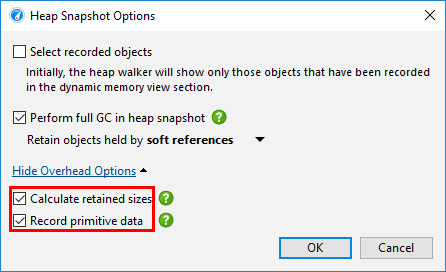 Heap Snapshot Options
Select recorded objects
Initially, the heap walker will show only those objects that have been recorded
in the dynamic memory view section.
Perform full GC in heap snapshot ?
Retain objects held by soft references
Hide Overhead Options
Calculate retained sizes ?
Record primitive data ?
OK Cancel